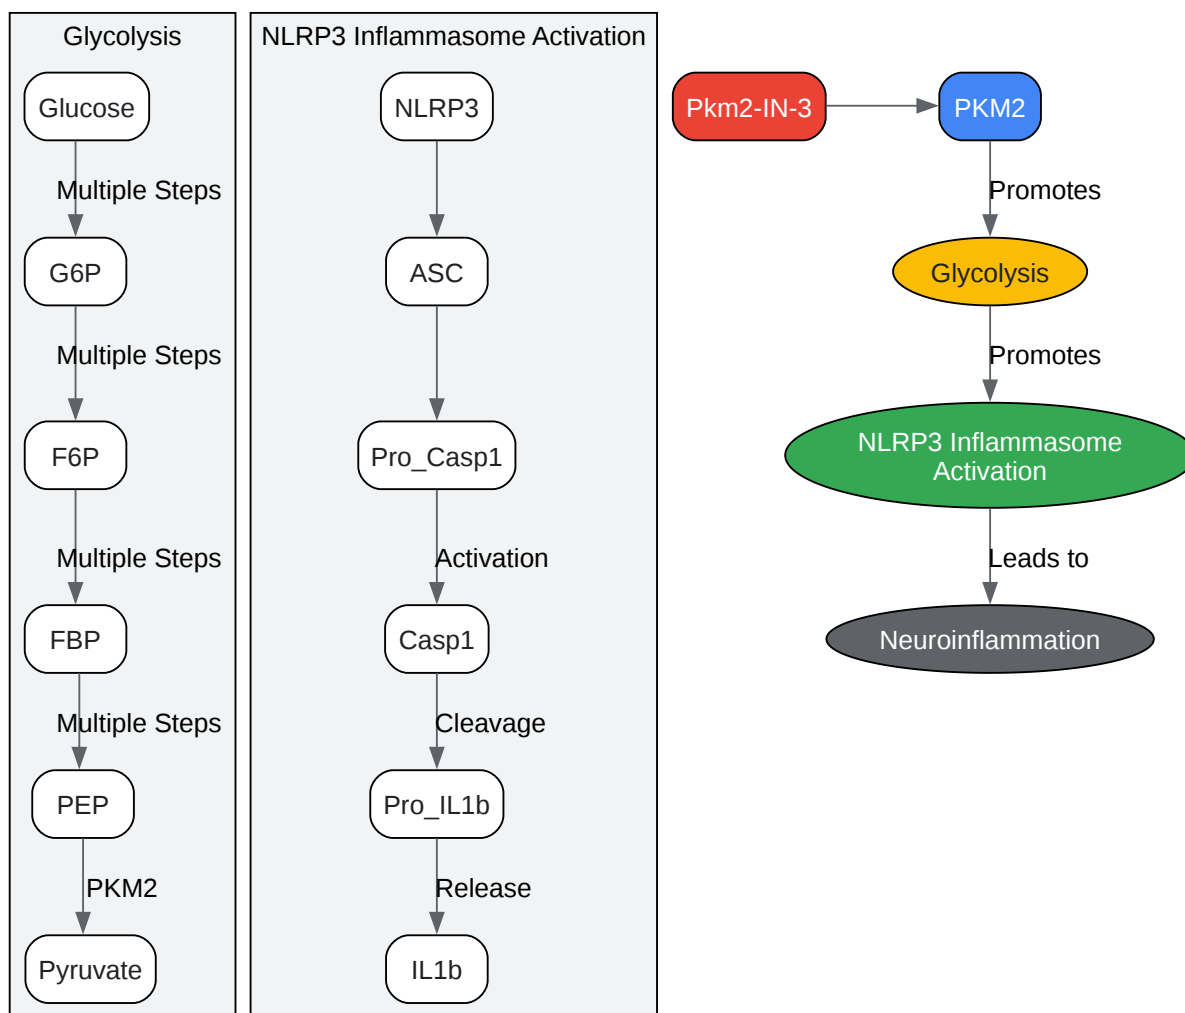 Glycolysis
Glucose
Multiple Steps
G6P
Multiple Steps
F6P
Multiple Steps
FBP
Multiple Steps
PEP
PKM2
Pyruvate
NLRP3 Inflammasome Activation
NLRP3
ASC
Pro_Casp1
Activation
Casp1
Cleavage
Pro_IL1b
Release
IL1b
Pkm2-IN-3
PKM2
Promotes
Glycolysis
Promotes
NLRP3 Inflammasome
Activation
Leads to
Neuroinflammation